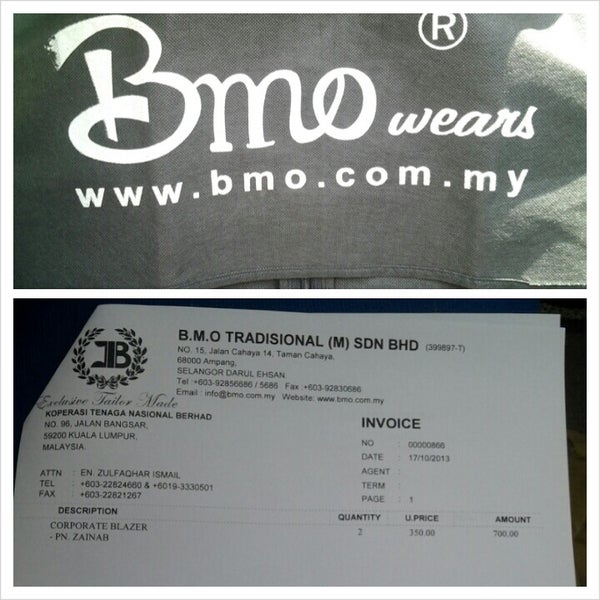 Bmo wears ®
www.bmo.com.my
B
B.M.O TRADISIONAL (M) SDN BHD (399897-T)
NO. 15, Jalan Cahaya 14, Taman Cahaya,
68000 Ampang,
SELANGOR DARUL EHSAN.
Tel :+603-92856686 / 5686 Fax :+603-92830686
Email : info@bmo.com.my Website: www.bmo.com.my
Exclusive Tailor Made
KOPERASI TENAGA NASIONAL BERHAD
NO. 96, JALAN BANGSAR,
59200 KUALA LUMPUR,
MALAYSIA.
ATTN : EN. ZULFAQHAR ISMAIL
TEL : +603-22824660 & +6019-3330501
FAX : +603-22821267
INVOICE
NO : 00000866
DATE : 17/10/2013
AGENT :
TERM :
PAGE : 1
DESCRIPTION QUANTITY U.PRICE AMOUNT
CORPORATE BLAZER 2 350.00 700.00
- PN. ZAINAB